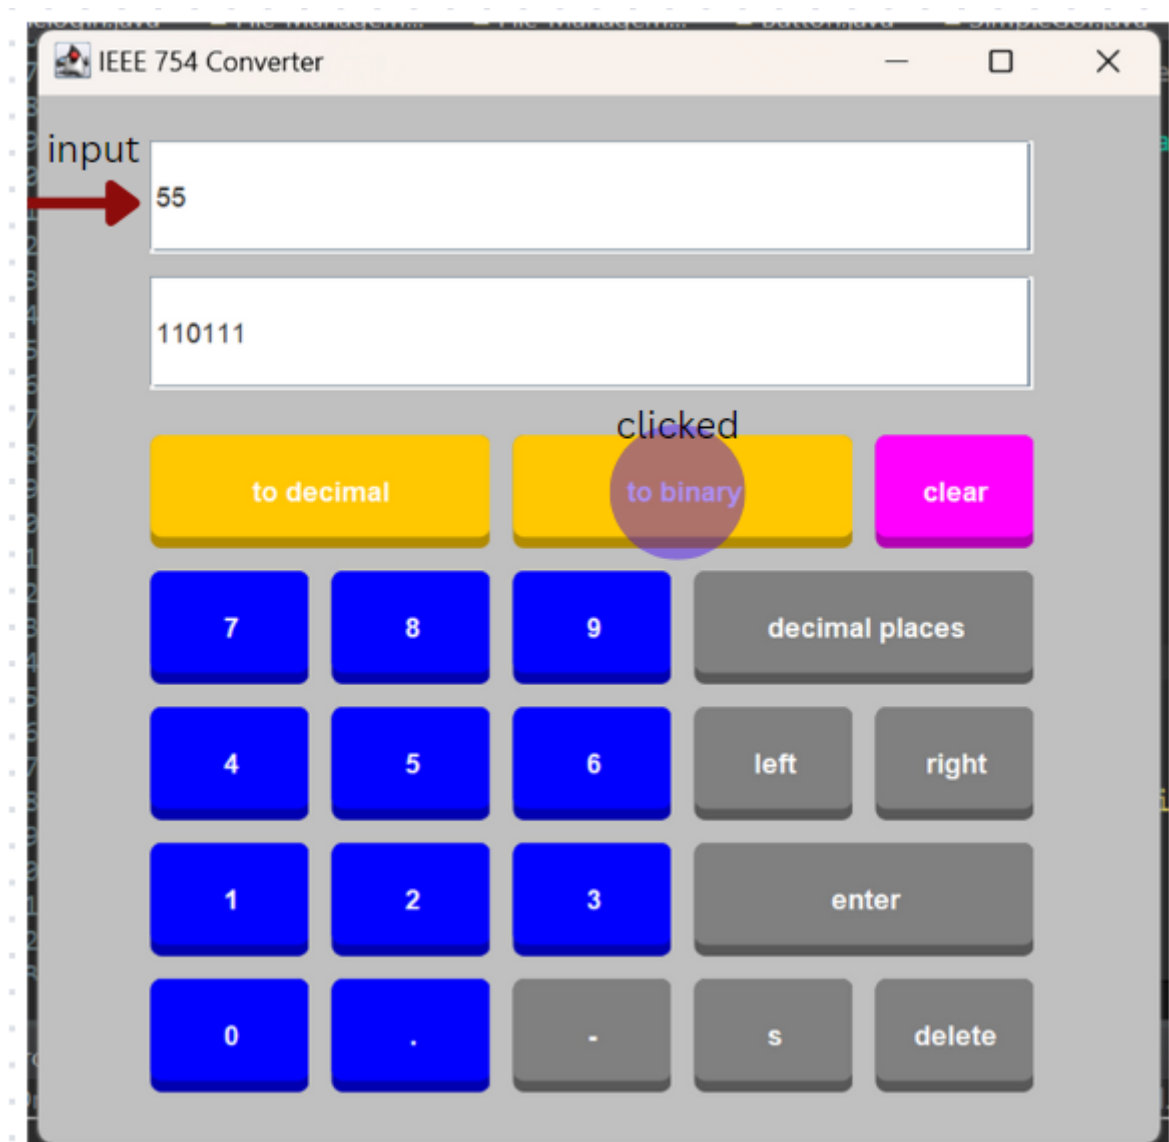 IEEE 754 Converter
input
55
110111
clicked
to decimal to binary clear
7 8 9 decimal places
4 5 6 left right
1 2 3 enter
0 . - s delete